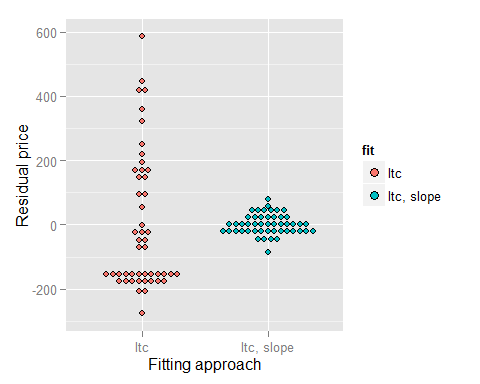 600
400
200
0
-200
Residual price
ltc
ltc, slope
Fitting approach
fit
ltc
ltc, slope